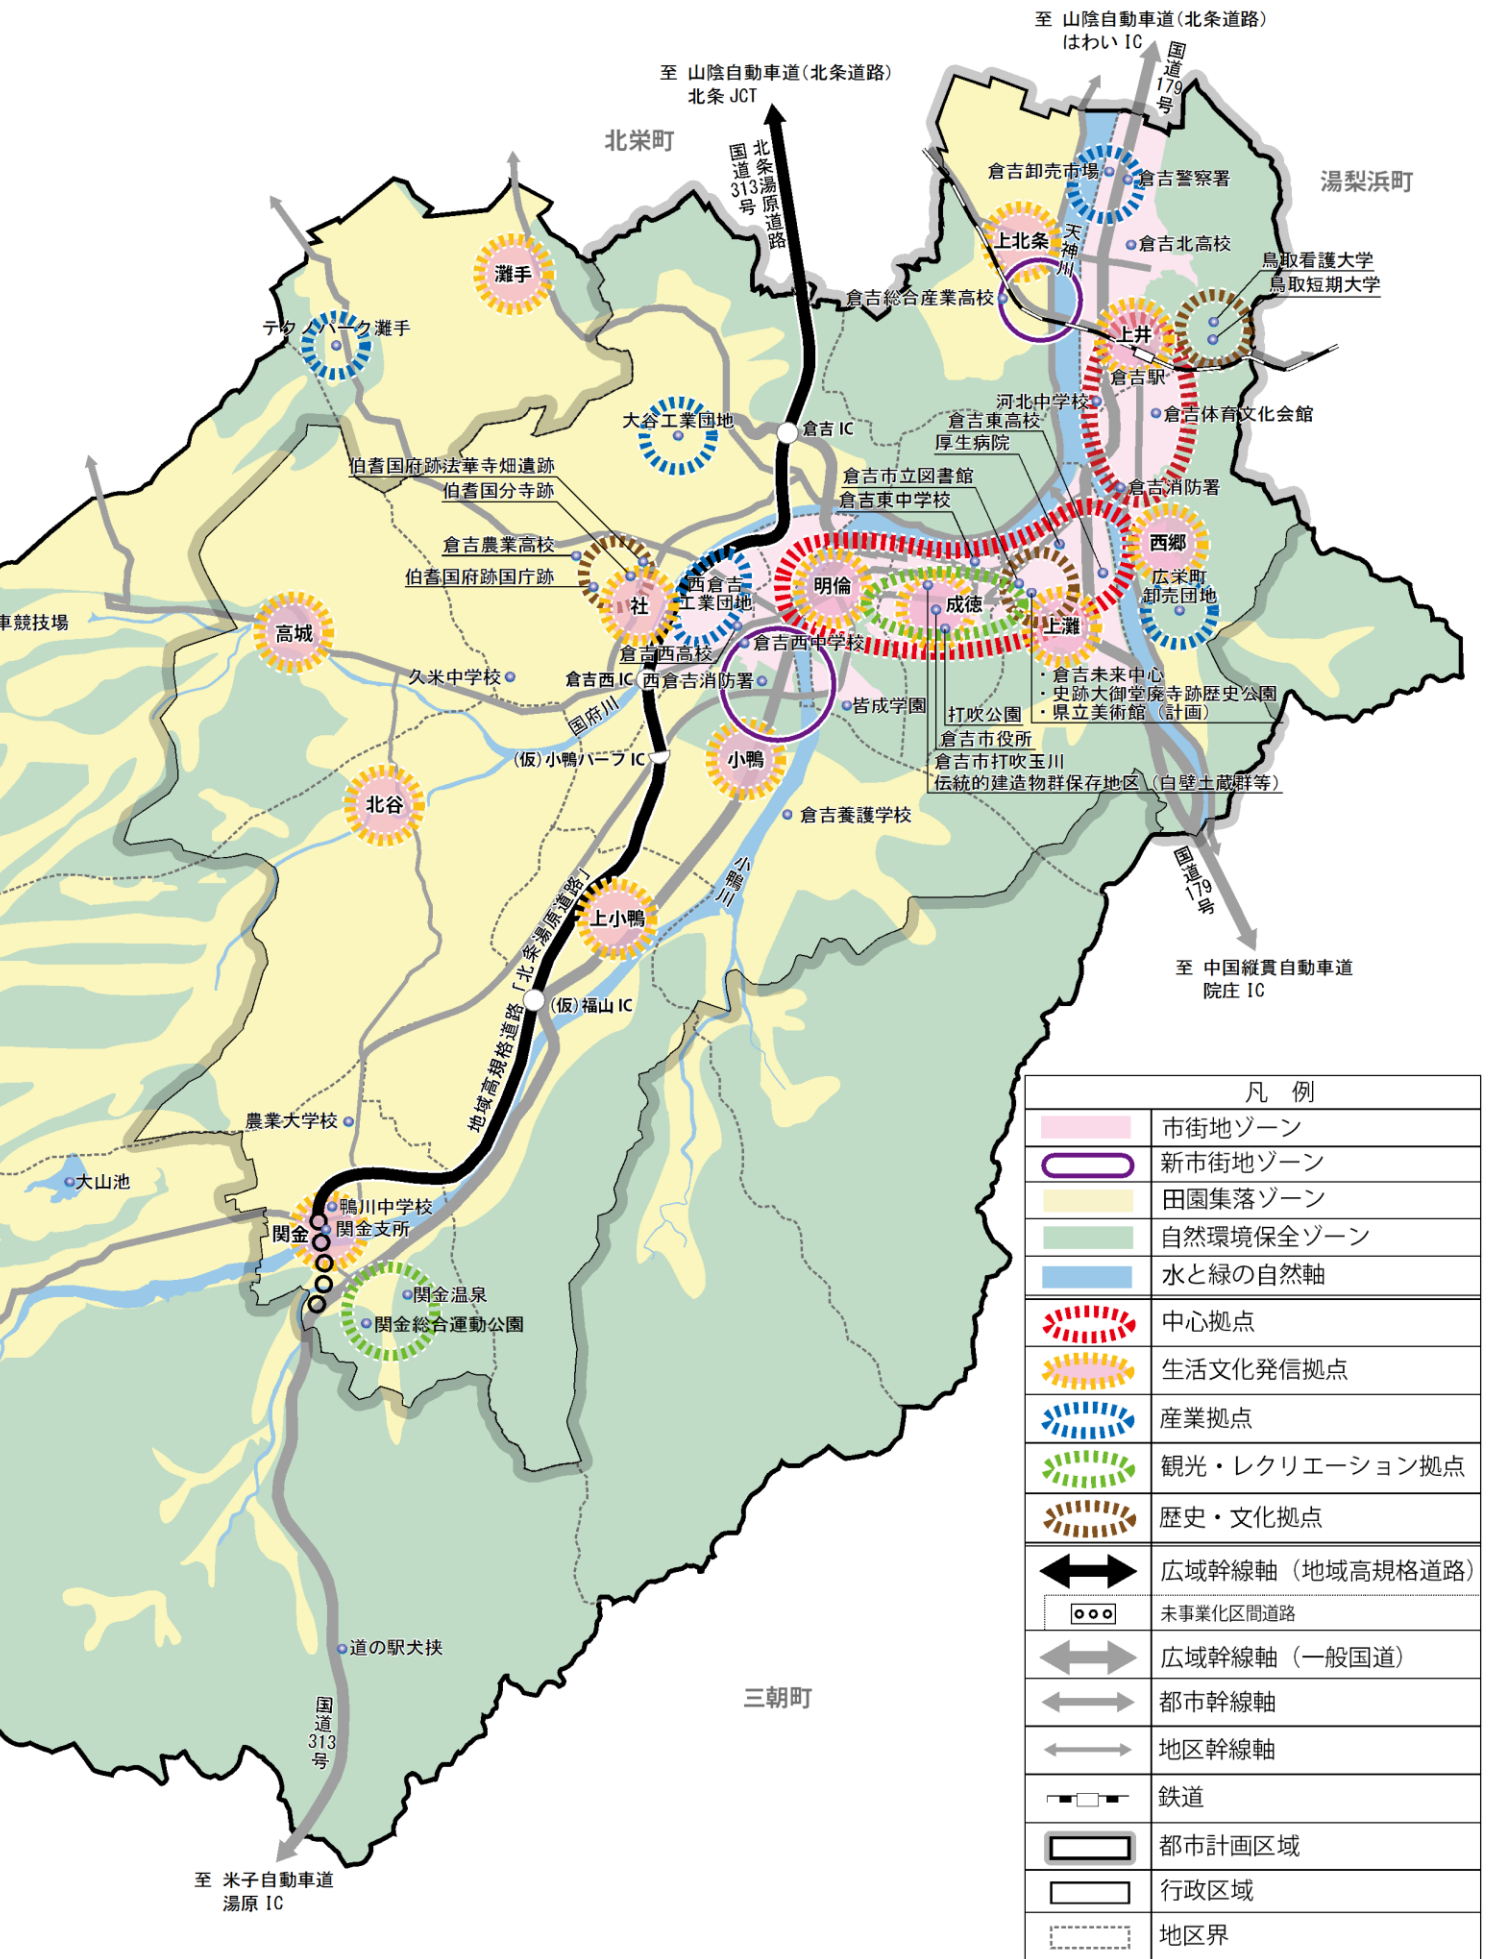 至 山陰自動車道(北条道路)
はわい IC
国道179号
至 山陰自動車道(北条道路)
北条 JCT
北栄町
国道313号
北条湯原道路
湯梨浜町
倉吉卸売市場
倉吉警察署
上北条
天神川
倉吉北高校
鳥取看護大学
鳥取短期大学
灘手
倉吉総合産業高校
テクノパーク灘手
上井
倉吉駅
河北中学校
倉吉体育文化会館
大谷工業団地
倉吉 IC
倉吉東高校
厚生病院
伯耆国府跡法華寺畑遺跡
倉吉市立図書館
伯耆国分寺跡
倉吉東中学校
倉吉消防署
倉吉農業高校
西郷
伯耆国府跡国庁跡
西倉吉
工業団地
明倫
広栄町
卸売団地
社
成徳
車競技場
高城
上灘
倉吉西高校
倉吉西中学校
久米中学校
倉吉西 IC
西倉吉消防署
・倉吉未来中心
・史跡大御堂廃寺跡歴史公園
・県立美術館（計画）
国府川
皆成学園
打吹公園
倉吉市役所
(仮)小鴨ハーフ IC
小鴨
倉吉市打吹玉川
伝統的建造物群保存地区（白壁土蔵群等）
北谷
倉吉養護学校
小鴨川
国道179号
上小鴨
地域高規格道路「北条湯原道路」
至 中国縦貫自動車道
院庄 IC
(仮)福山 IC
農業大学校
大山池
鴨川中学校
関金
関金支所
関金温泉
関金総合運動公園
道の駅犬挟
三朝町
国道313号
至 米子自動車道
湯原 IC
凡 例
市街地ゾーン
新市街地ゾーン
田園集落ゾーン
自然環境保全ゾーン
水と緑の自然軸
中心拠点
生活文化発信拠点
産業拠点
観光・レクリエーション拠点
歴史・文化拠点
広域幹線軸（地域高規格道路）
未事業化区間道路
広域幹線軸（一般国道）
都市幹線軸
地区幹線軸
鉄道
都市計画区域
行政区域
地区界